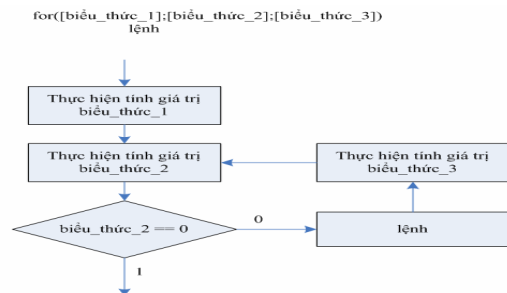 for([biểu_thức_1];[biểu_thức_2];[biểu_thức_3])
lệnh
Thực hiện tính giá trị
biểu_thức_1
Thực hiện tính giá trị
biểu_thức_2
Thực hiện tính giá trị
biểu_thức_3
biểu_thức_2 == 0
0
lệnh
1